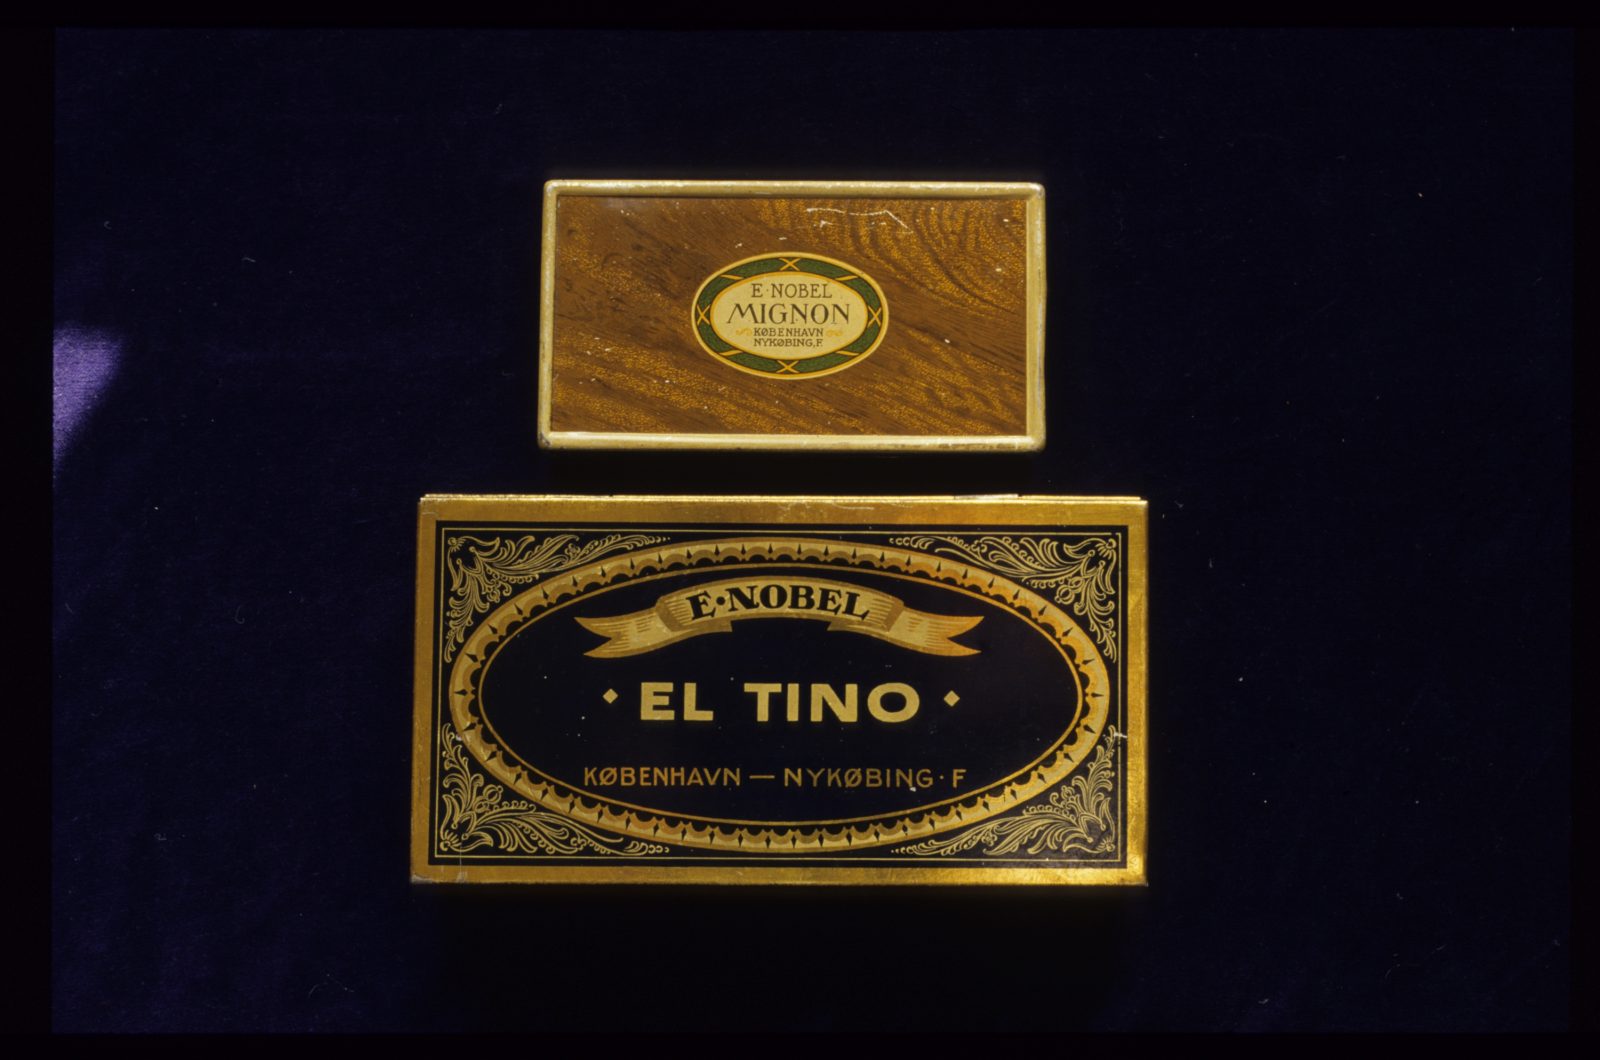 E·NOBEL
MIGNON
KØBENHAVN
NYKØBING, F.
E·NOBEL
· EL TINO ·
KØBENHAVN — NYKØBING · F